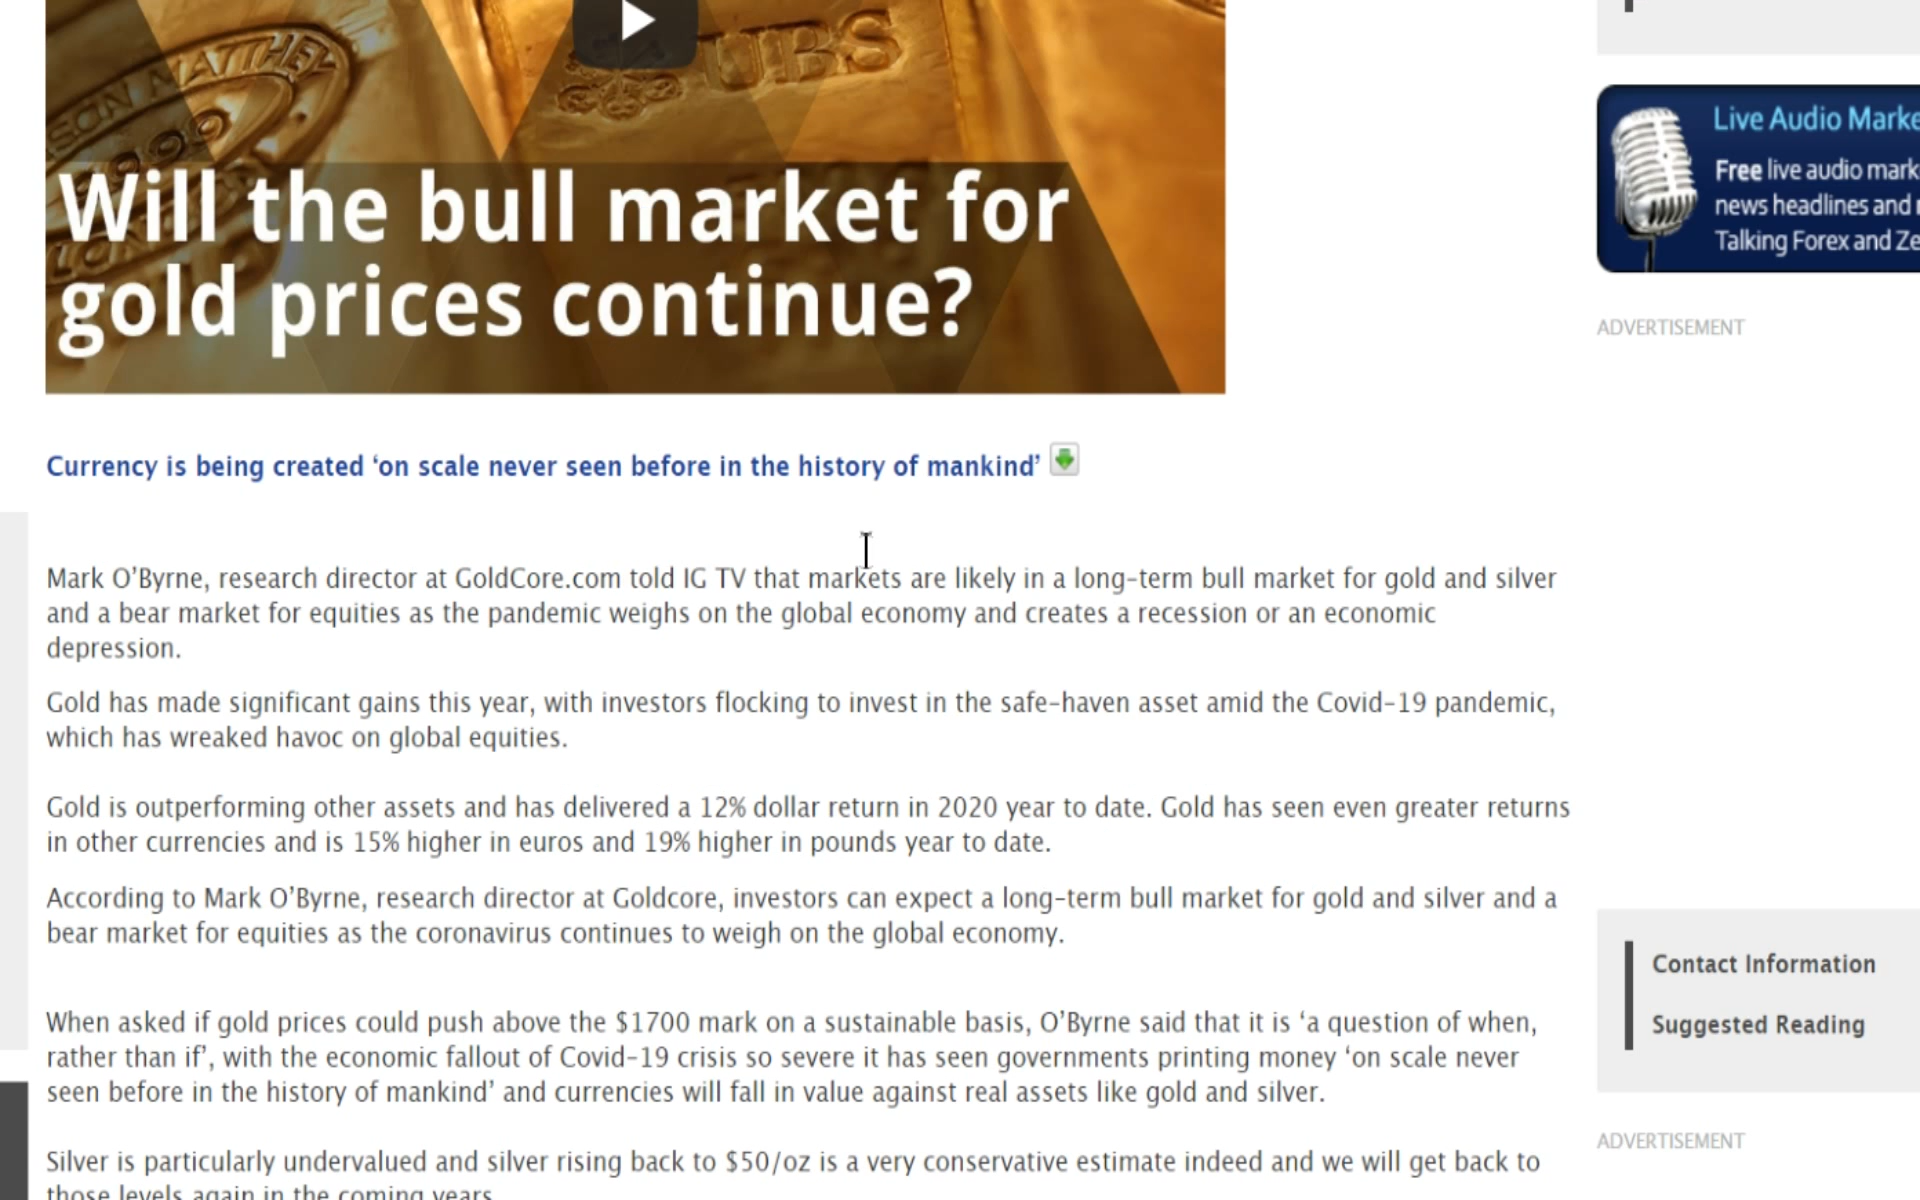 SON MATTHEY
UBS
999
Will the bull market for
gold prices continue?
Currency is being created ‘on scale never seen before in the history of mankind’
Mark O’Byrne, research director at GoldCore.com told IG TV that markets are likely in a long-term bull market for gold and silver
and a bear market for equities as the pandemic weighs on the global economy and creates a recession or an economic
depression.
Gold has made significant gains this year, with investors flocking to invest in the safe-haven asset amid the Covid-19 pandemic,
which has wreaked havoc on global equities.
Gold is outperforming other assets and has delivered a 12% dollar return in 2020 year to date. Gold has seen even greater returns
in other currencies and is 15% higher in euros and 19% higher in pounds year to date.
According to Mark O’Byrne, research director at Goldcore, investors can expect a long-term bull market for gold and silver and a
bear market for equities as the coronavirus continues to weigh on the global economy.
When asked if gold prices could push above the $1700 mark on a sustainable basis, O’Byrne said that it is ‘a question of when,
rather than if’, with the economic fallout of Covid-19 crisis so severe it has seen governments printing money ‘on scale never
seen before in the history of mankind’ and currencies will fall in value against real assets like gold and silver.
Silver is particularly undervalued and silver rising back to $50/oz is a very conservative estimate indeed and we will get back to
those levels again in the coming years
Live Audio Marke
Free live audio mark
news headlines and
Talking Forex and Ze
ADVERTISEMENT
Contact Information
Suggested Reading
ADVERTISEMENT